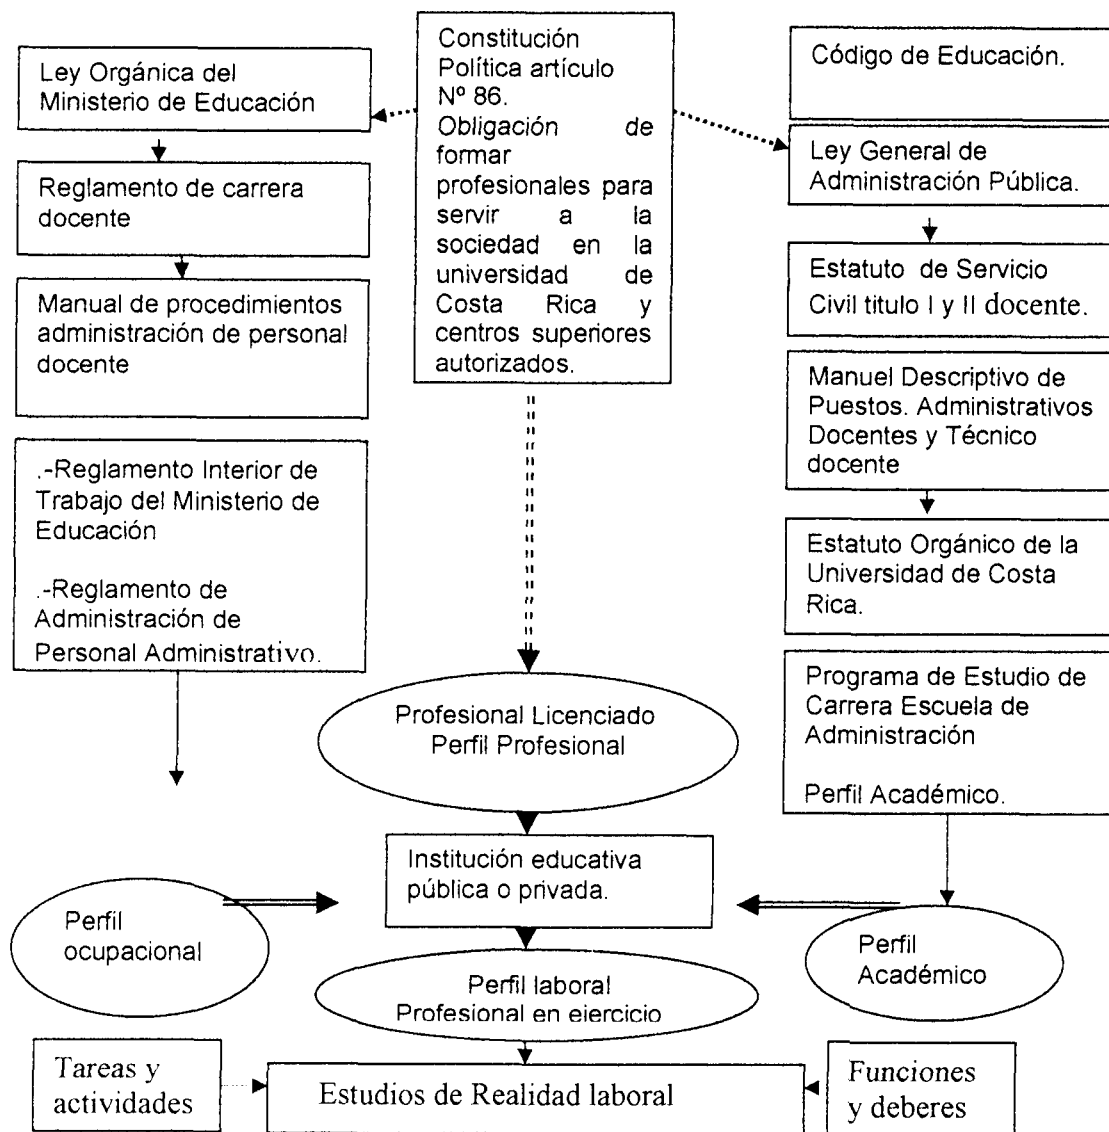 Ley Orgánica del
Ministerio de Educación
Reglamento de carrera
docente
Manual de procedimientos
administración de personal
docente
.-Reglamento Interior de
Trabajo del Ministerio de
Educación
.-Reglamento de
Administración de
Personal Administrativo.
Constitución
Política artículo
Nº 86.
Obligación de
formar
profesionales para
servir a la
sociedad en la
universidad de
Costa Rica y
centros superiores
autorizados.
Código de Educación.
Ley General de
Administración Pública.
Estatuto de Servicio
Civil titulo I y II docente.
Manuel Descriptivo de
Puestos. Administrativos
Docentes y Técnico
docente
Estatuto Orgánico de la
Universidad de Costa
Rica.
Programa de Estudio de
Carrera Escuela de
Administración
Perfil Académico.
Profesional Licenciado
Perfil Profesional
Institución educativa
pública o privada.
Perfil
ocupacional
Perfil
Académico
Perfil laboral
Profesional en ejercicio
Tareas y
actividades
Estudios de Realidad laboral
Funciones
y deberes